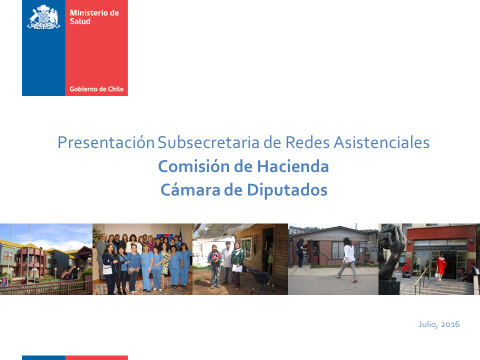 Ministerio de
Salud
Gobierno de Chile
Presentación Subsecretaria de Redes Asistenciales
Comisión de Hacienda
Cámara de Diputados
Julio, 2016